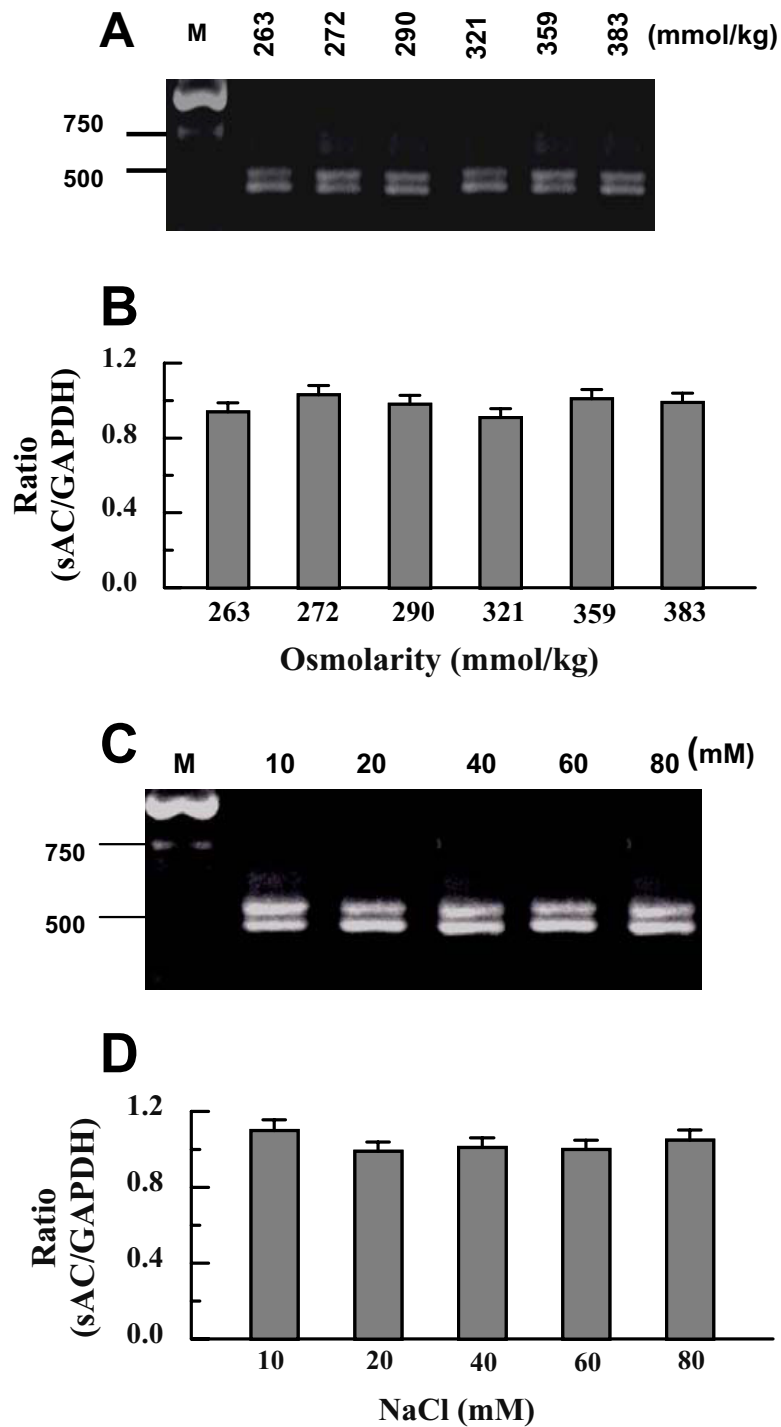 A
M 263 272 290 321 359 383 (mmol/kg)
750
500
B
Ratio
(sAC/GAPDH)
1.2
0.8
0.4
0.0
263 272 290 321 359 383
Osmolarity (mmol/kg)
C
M 10 20 40 60 80 (mM)
750
500
D
Ratio
(sAC/GAPDH)
1.2
0.8
0.4
0.0
10 20 40 60 80
NaCl (mM)